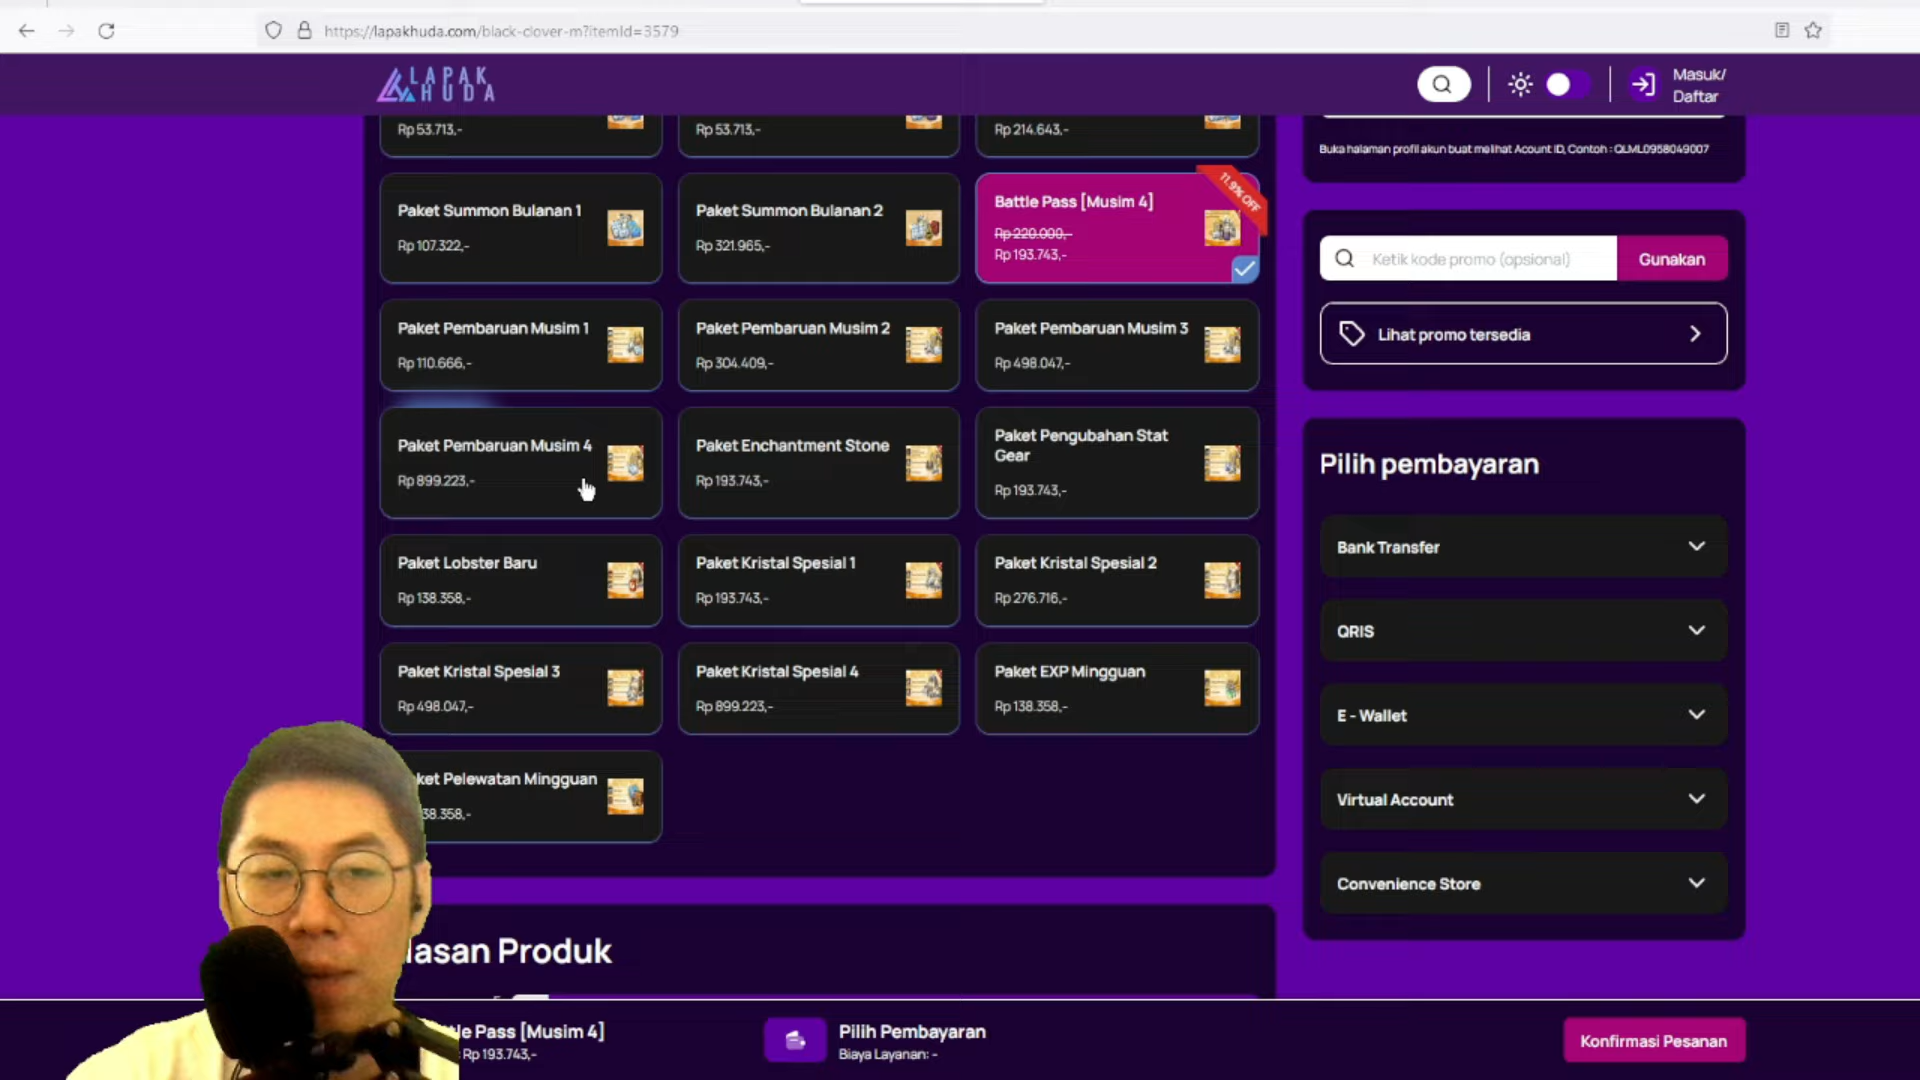 https://lapakhuda.com/black-clover-m?itemId=3579
LAPAK
HUDA
Masuk/
Daftar
Rp 53.713,-
Rp 53.713,-
Rp 214.643,-
Buka halaman profil akun buat melihat Acount ID, Contoh : QLML0958049007
Paket Summon Bulanan 1
Rp 107.322,-
Paket Summon Bulanan 2
Rp 321.965,-
Battle Pass [Musim 4]
Rp 220.000,-
Rp 193.743,-
11.9% OFF
Ketik kode promo (opsional)
Gunakan
Lihat promo tersedia
Paket Pembaruan Musim 1
Rp 110.666,-
Paket Pembaruan Musim 2
Rp 304.409,-
Paket Pembaruan Musim 3
Rp 498.047,-
Paket Pembaruan Musim 4
Rp 899.223,-
Paket Enchantment Stone
Rp 193.743,-
Paket Pengubahan Stat
Gear
Rp 193.743,-
Pilih pembayaran
Bank Transfer
QRIS
E - Wallet
Virtual Account
Convenience Store
Paket Lobster Baru
Rp 138.358,-
Paket Kristal Spesial 1
Rp 193.743,-
Paket Kristal Spesial 2
Rp 276.716,-
Paket Kristal Spesial 3
Rp 498.047,-
Paket Kristal Spesial 4
Rp 899.223,-
Paket EXP Mingguan
Rp 138.358,-
ket Pelewatan Mingguan
38.358,-
lasan Produk
tle Pass [Musim 4]
Rp 193.743,-
Pilih Pembayaran
Biaya Layanan: -
Konfirmasi Pesanan